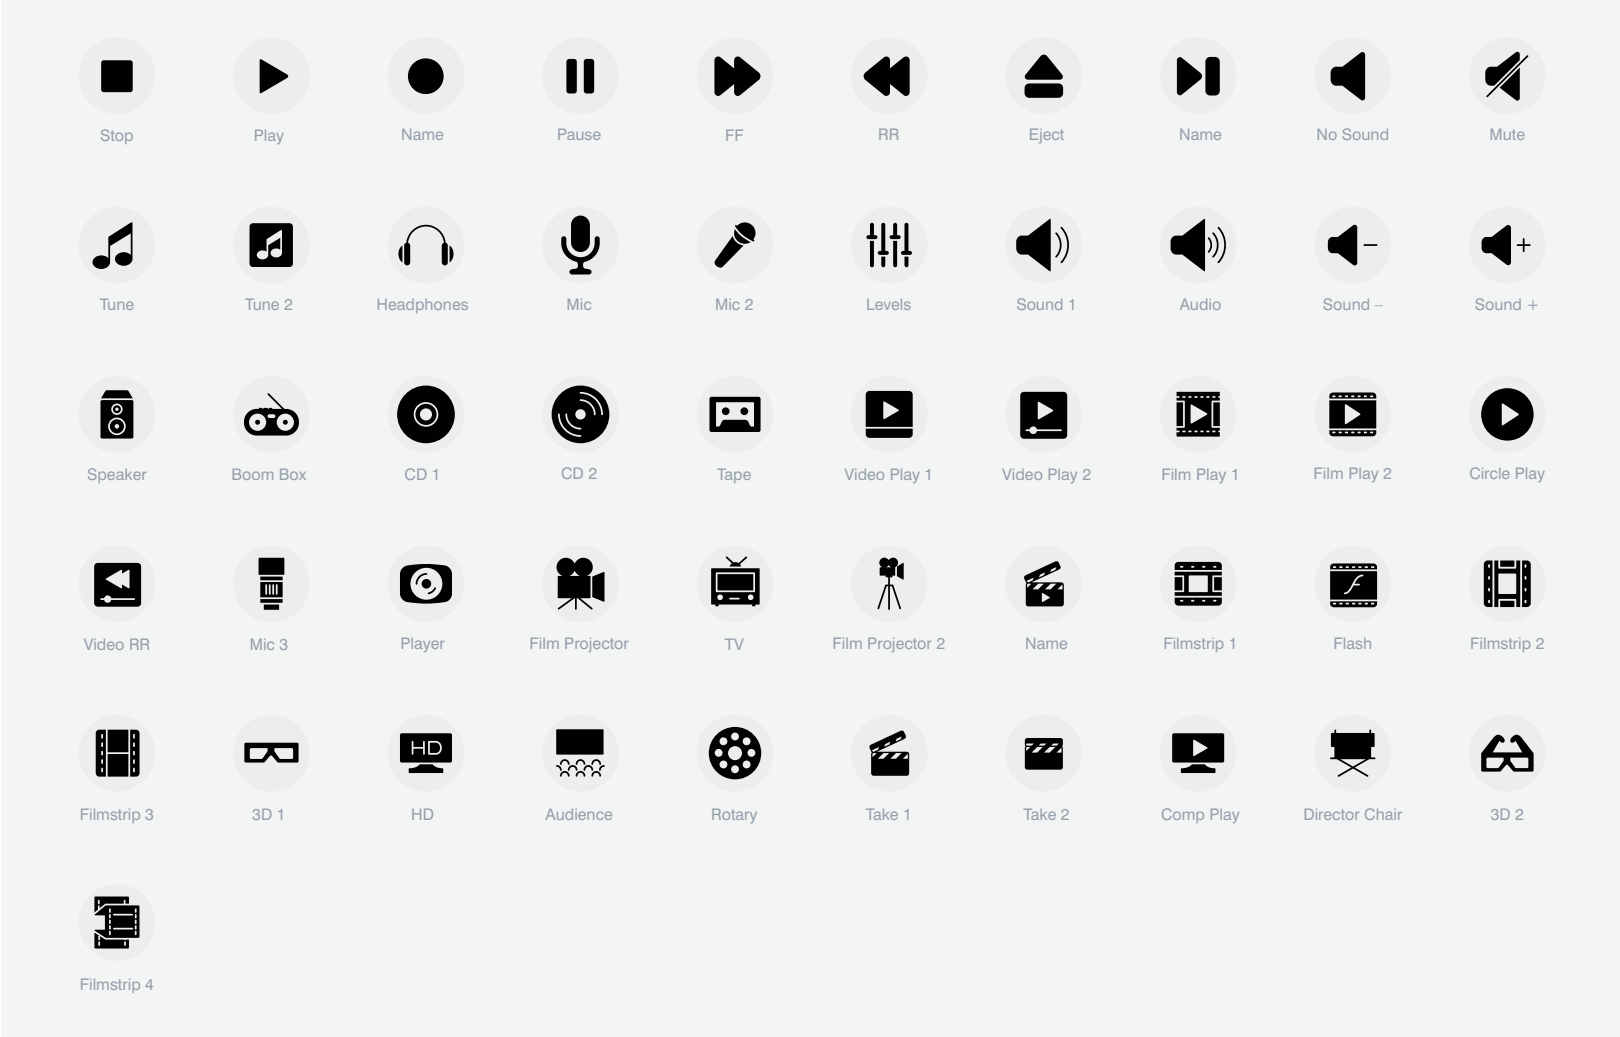 Stop Play Name Pause FF RR Eject Name No Sound Mute
Tune Tune 2 Headphones Mic Mic 2 Levels Sound 1 Audio Sound – Sound +
Speaker Boom Box CD 1 CD 2 Tape Video Play 1 Video Play 2 Film Play 1 Film Play 2 Circle Play
HD
Video RR Mic 3 Player Film Projector TV Film Projector 2 Name Filmstrip 1 Flash Filmstrip 2
Filmstrip 3 3D 1 HD Audience Rotary Take 1 Take 2 Comp Play Director Chair 3D 2
Filmstrip 4